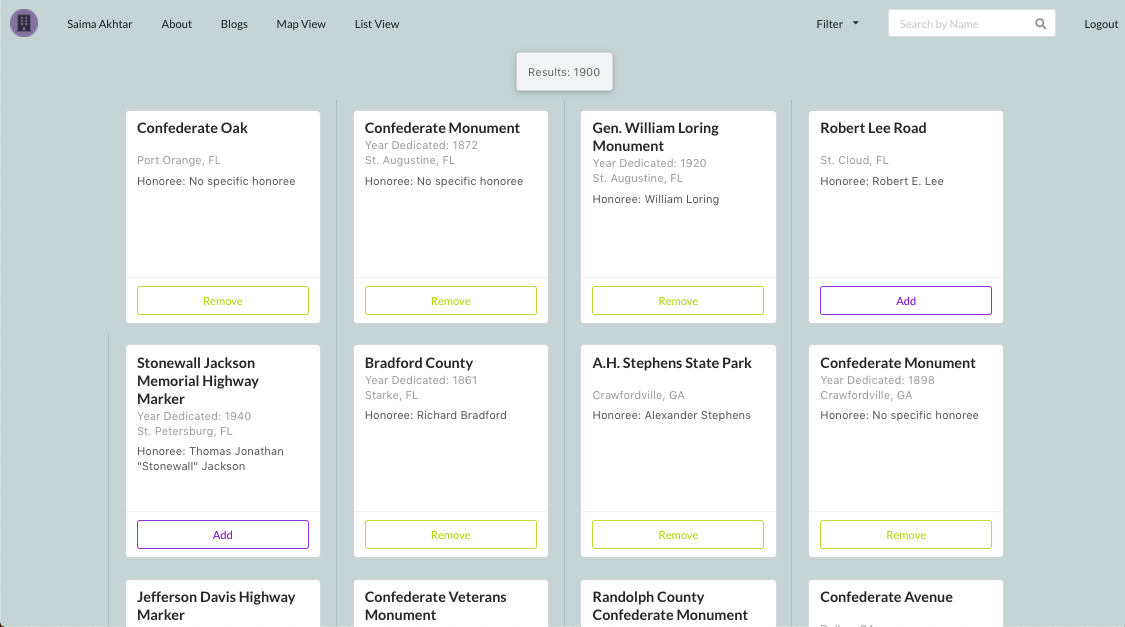 Saima Akhtar About Blogs Map View List View Filter Search by Name Logout
Results: 1900
Confederate Oak
Port Orange, FL
Honoree: No specific honoree
Remove
Confederate Monument
Year Dedicated: 1872
St. Augustine, FL
Honoree: No specific honoree
Remove
Gen. William Loring
Monument
Year Dedicated: 1920
St. Augustine, FL
Honoree: William Loring
Remove
Robert Lee Road
St. Cloud, FL
Honoree: Robert E. Lee
Add
Stonewall Jackson
Memorial Highway
Marker
Year Dedicated: 1940
St. Petersburg, FL
Honoree: Thomas Jonathan
"Stonewall" Jackson
Add
Bradford County
Year Dedicated: 1861
Starke, FL
Honoree: Richard Bradford
Remove
A.H. Stephens State Park
Crawfordville, GA
Honoree: Alexander Stephens
Remove
Confederate Monument
Year Dedicated: 1898
Crawfordville, GA
Honoree: No specific honoree
Remove
Jefferson Davis Highway
Marker
Confederate Veterans
Monument
Randolph County
Confederate Monument
Confederate Avenue